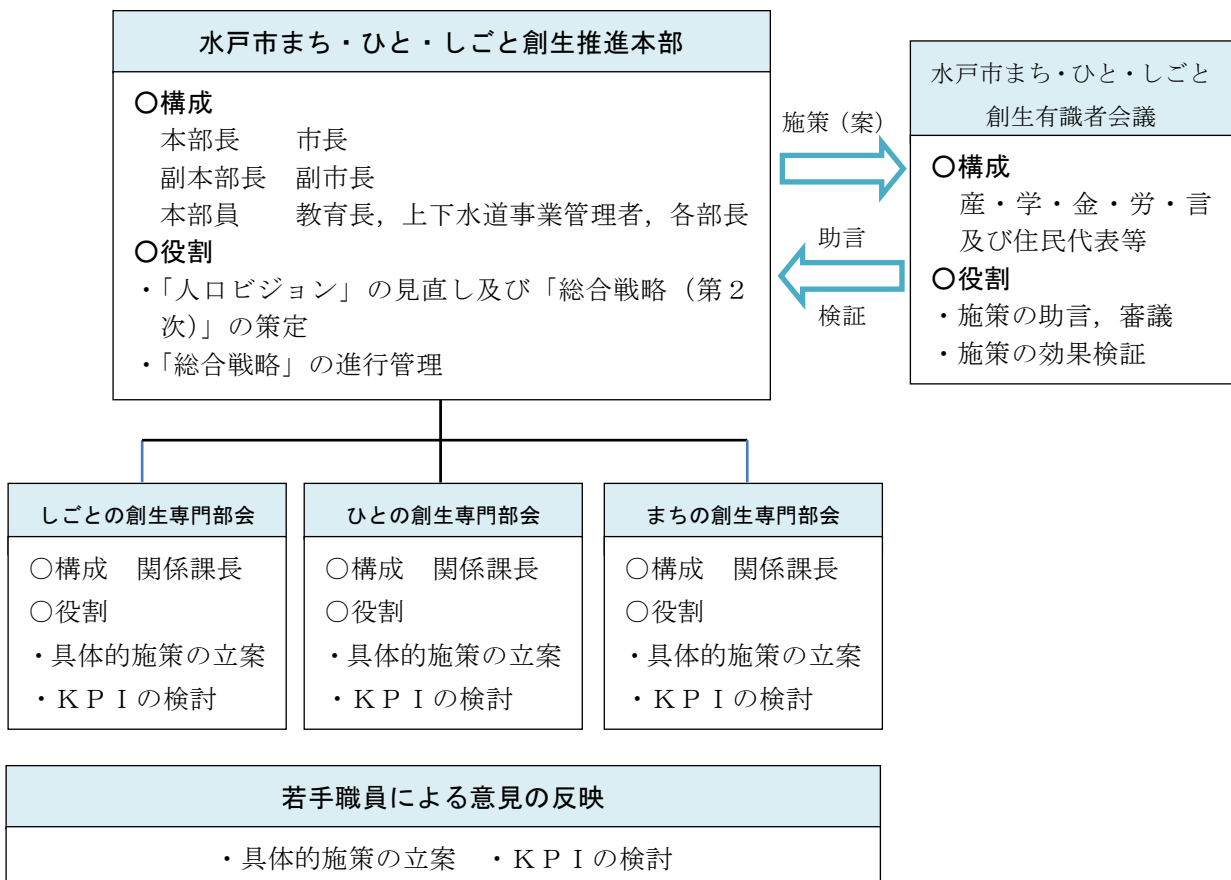 水戸市まち・ひと・しごと創生推進本部
〇構成
本部長　　市長
副本部長　副市長
本部員　　教育長，上下水道事業管理者，各部長
〇役割
・「人口ビジョン」の見直し及び「総合戦略（第２
次）」の策定
・「総合戦略」の進行管理
施策（案）
助言
検証
水戸市まち・ひと・しごと
創生有識者会議
〇構成
産・学・金・労・言
及び住民代表等
〇役割
・施策の助言，審議
・施策の効果検証
しごとの創生専門部会
〇構成　関係課長
〇役割
・具体的施策の立案
・ＫＰＩの検討
ひとの創生専門部会
〇構成　関係課長
〇役割
・具体的施策の立案
・ＫＰＩの検討
まちの創生専門部会
〇構成　関係課長
〇役割
・具体的施策の立案
・ＫＰＩの検討
若手職員による意見の反映
・具体的施策の立案　・ＫＰＩの検討